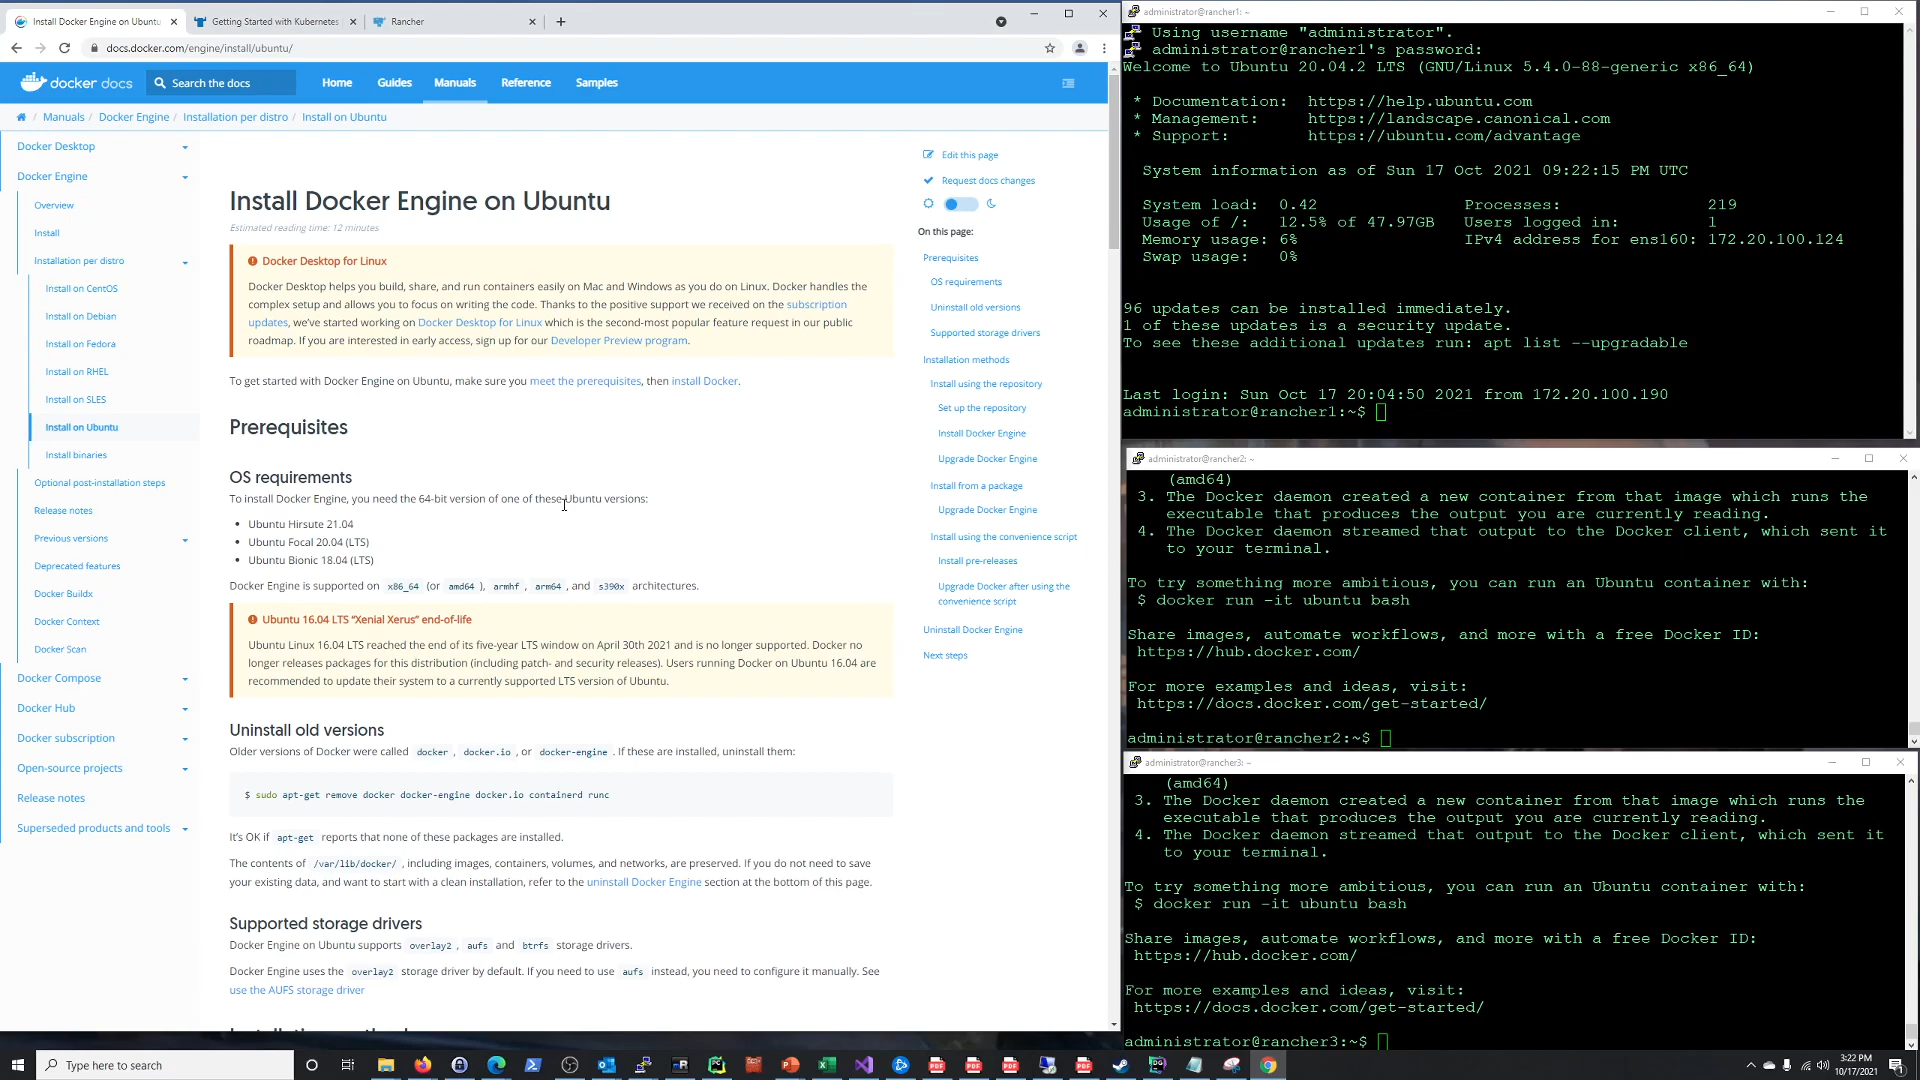 Install Docker Engine on Ubuntu
Getting Started with Kubernetes
Rancher
docs.docker.com/engine/install/ubuntu/
docker docs
Search the docs
Home
Guides
Manuals
Reference
Samples
/ Manuals / Docker Engine / Installation per distro / Install on Ubuntu
Docker Desktop
Docker Engine
Overview
Install
Installation per distro
Install on CentOS
Install on Debian
Install on Fedora
Install on RHEL
Install on SLES
Install on Ubuntu
Install binaries
Optional post-installation steps
Release notes
Previous versions
Deprecated features
Docker Buildx
Docker Context
Docker Scan
Docker Compose
Docker Hub
Docker subscription
Open-source projects
Release notes
Superseded products and tools
Install Docker Engine on Ubuntu
Estimated reading time: 12 minutes
Docker Desktop for Linux
Docker Desktop helps you build, share, and run containers easily on Mac and Windows as you do on Linux. Docker handles the
complex setup and allows you to focus on writing the code. Thanks to the positive support we received on the subscription
updates, we've started working on Docker Desktop for Linux which is the second-most popular feature request in our public
roadmap. If you are interested in early access, sign up for our Developer Preview program.
To get started with Docker Engine on Ubuntu, make sure you meet the prerequisites, then install Docker.
Prerequisites
OS requirements
To install Docker Engine, you need the 64-bit version of one of these Ubuntu versions:
• Ubuntu Hirsute 21.04
• Ubuntu Focal 20.04 (LTS)
• Ubuntu Bionic 18.04 (LTS)
Docker Engine is supported on x86_64 (or amd64 ), armhf , arm64 , and s390x architectures.
Ubuntu 16.04 LTS "Xenial Xerus" end-of-life
Ubuntu Linux 16.04 LTS reached the end of its five-year LTS window on April 30th 2021 and is no longer supported. Docker no
longer releases packages for this distribution (including patch- and security releases). Users running Docker on Ubuntu 16.04 are
recommended to update their system to a currently supported LTS version of Ubuntu.
Uninstall old versions
Older versions of Docker were called docker , docker.io , or docker-engine . If these are installed, uninstall them:
$ sudo apt-get remove docker docker-engine docker.io containerd runc
It's OK if apt-get reports that none of these packages are installed.
The contents of /var/lib/docker/ , including images, containers, volumes, and networks, are preserved. If you do not need to save
your existing data, and want to start with a clean installation, refer to the uninstall Docker Engine section at the bottom of this page.
Supported storage drivers
Docker Engine on Ubuntu supports overlay2 , aufs and btrfs storage drivers.
Docker Engine uses the overlay2 storage driver by default. If you need to use aufs instead, you need to configure it manually. See
use the AUFS storage driver
Edit this page
Request docs changes
On this page:
Prerequisites
OS requirements
Uninstall old versions
Supported storage drivers
Installation methods
Install using the repository
Set up the repository
Install Docker Engine
Upgrade Docker Engine
Install from a package
Upgrade Docker Engine
Install using the convenience script
Install pre-releases
Upgrade Docker after using the
convenience script
Uninstall Docker Engine
Next steps
administrator@rancher1: ~
Using username "administrator".
administrator@rancher1's password:
Welcome to Ubuntu 20.04.2 LTS (GNU/Linux 5.4.0-88-generic x86_64)
* Documentation: https://help.ubuntu.com
* Management: https://landscape.canonical.com
* Support: https://ubuntu.com/advantage
System information as of Sun 17 Oct 2021 09:22:15 PM UTC
System load: 0.42 Processes: 219
Usage of /: 12.5% of 47.97GB Users logged in: 1
Memory usage: 6% IPv4 address for ens160: 172.20.100.124
Swap usage: 0%
96 updates can be installed immediately.
1 of these updates is a security update.
To see these additional updates run: apt list --upgradable
Last login: Sun Oct 17 20:04:50 2021 from 172.20.100.190
administrator@rancher1:~$
administrator@rancher2: ~
(amd64)
3. The Docker daemon created a new container from that image which runs the
executable that produces the output you are currently reading.
4. The Docker daemon streamed that output to the Docker client, which sent it
to your terminal.
To try something more ambitious, you can run an Ubuntu container with:
$ docker run -it ubuntu bash
Share images, automate workflows, and more with a free Docker ID:
https://hub.docker.com/
For more examples and ideas, visit:
https://docs.docker.com/get-started/
administrator@rancher2:~$
administrator@rancher3: ~
(amd64)
3. The Docker daemon created a new container from that image which runs the
executable that produces the output you are currently reading.
4. The Docker daemon streamed that output to the Docker client, which sent it
to your terminal.
To try something more ambitious, you can run an Ubuntu container with:
$ docker run -it ubuntu bash
Share images, automate workflows, and more with a free Docker ID:
https://hub.docker.com/
For more examples and ideas, visit:
https://docs.docker.com/get-started/
administrator@rancher3:~$
Type here to search
3:22 PM
10/17/2021